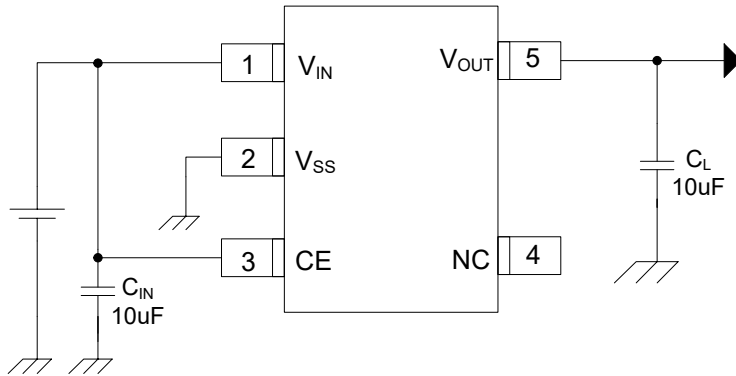 1 V_IN
V_OUT 5
2 V_SS
C_L
10uF
3 CE
NC 4
C_IN
10uF